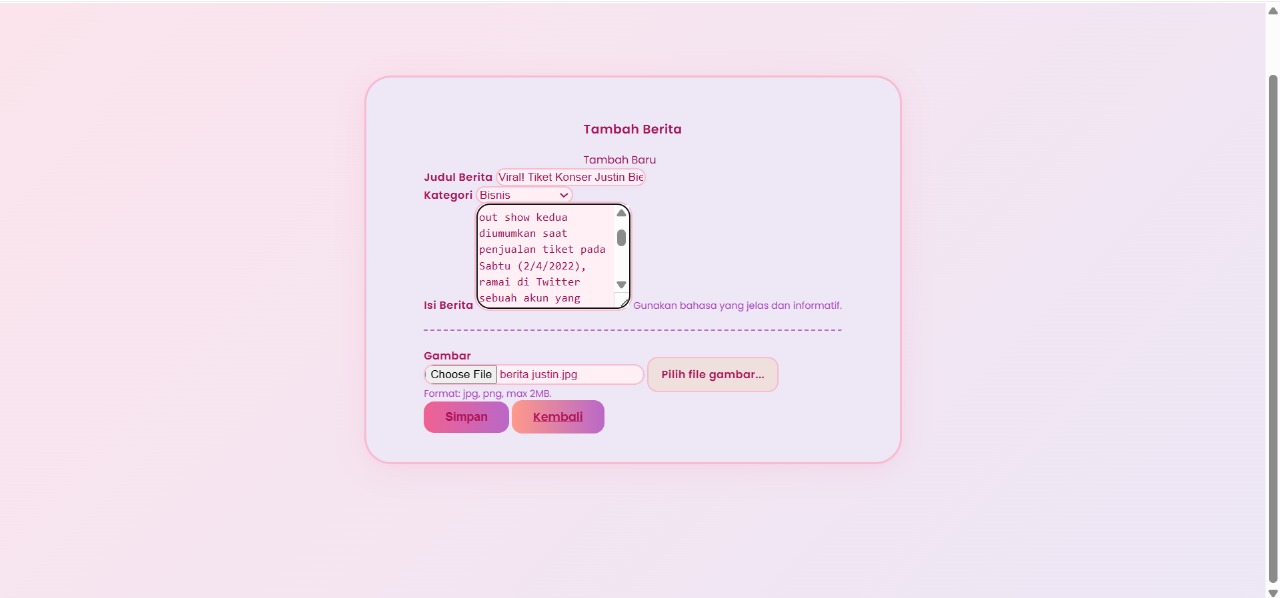 Tambah Berita
Tambah Baru
Judul Berita Viral! Tiket Konser Justin Bie
Kategori Bisnis
out show kedua
diumumkan saat
penjualan tiket pada
Sabtu (2/4/2022),
ramai di Twitter
sebuah akun yang
Isi Berita Gunakan bahasa yang jelas dan informatif.
Gambar
Choose File berita justin.jpg Pilih file gambar...
Format: jpg, png, max 2MB.
Simpan Kembali